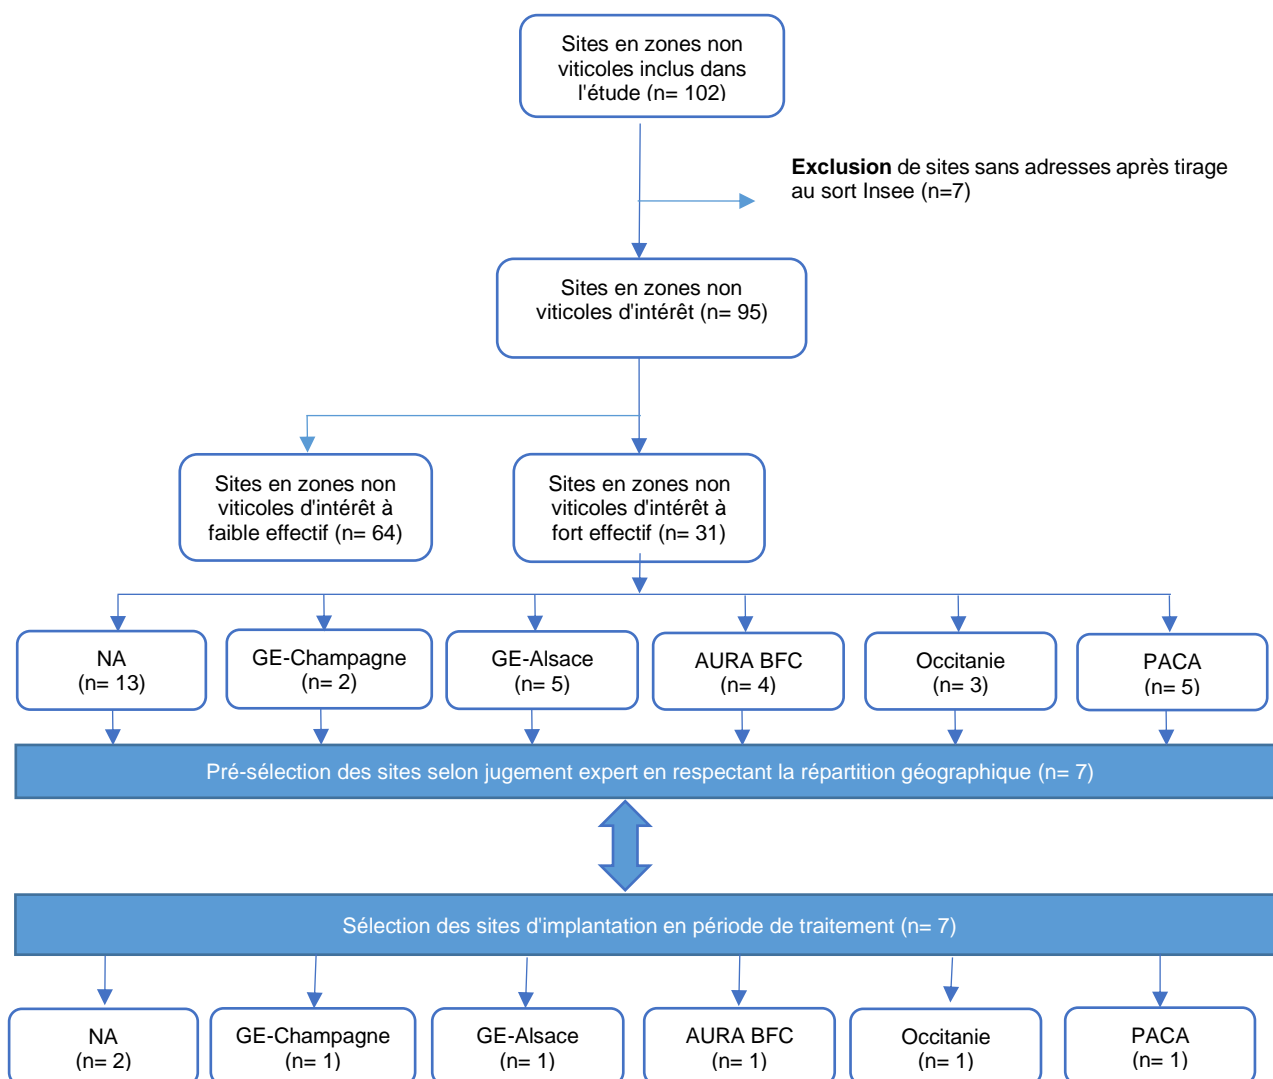 Sites en zones non
viticoles inclus dans
l'étude (n= 102)
Exclusion de sites sans adresses après tirage
au sort Insee (n=7)
Sites en zones non
viticoles d'intérêt (n= 95)
Sites en zones non
viticoles d'intérêt à
faible effectif (n= 64)
Sites en zones non
viticoles d'intérêt à
fort effectif (n= 31)
NA
(n= 13)
GE-Champagne
(n= 2)
GE-Alsace
(n= 5)
AURA BFC
(n= 4)
Occitanie
(n= 3)
PACA
(n= 5)
Pré-sélection des sites selon jugement expert en respectant la répartition géographique (n= 7)
Sélection des sites d'implantation en période de traitement (n= 7)
NA
(n= 2)
GE-Champagne
(n= 1)
GE-Alsace
(n= 1)
AURA BFC
(n= 1)
Occitanie
(n= 1)
PACA
(n= 1)